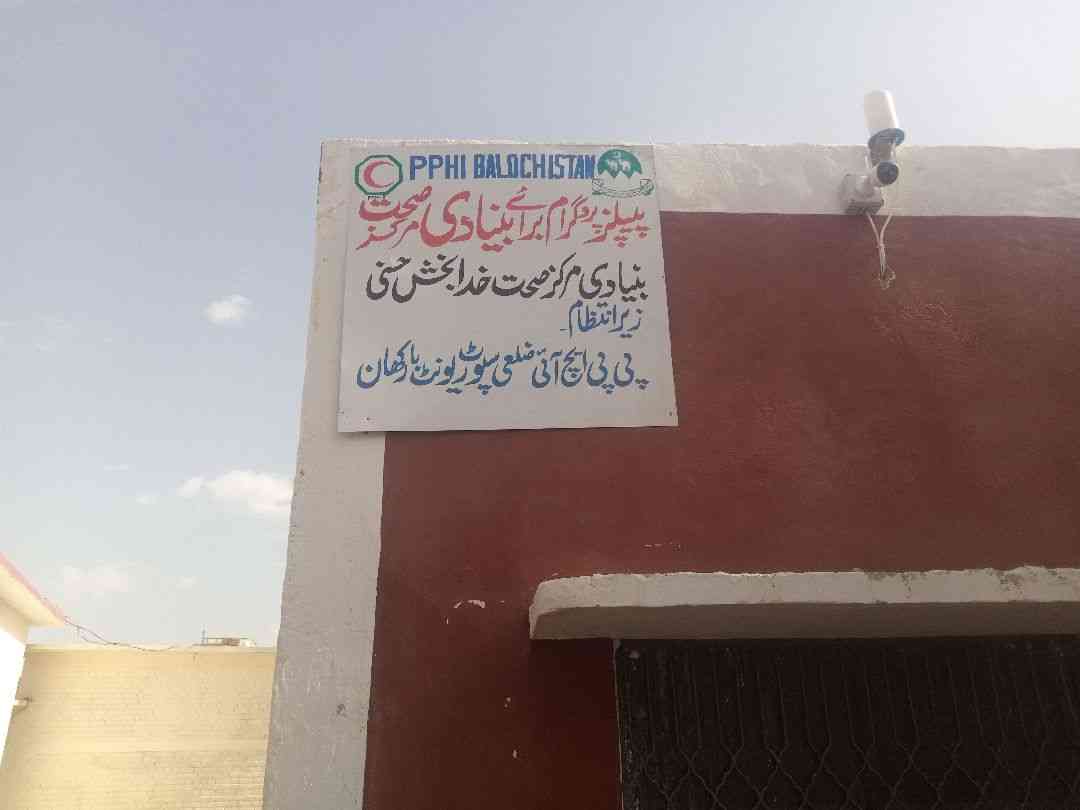 PPHI BALOCHISTAN
پیپلز پروگرام برائے بنیادی مرکز صحت
بنیادی مرکز صحت خدا بخش حسنی
زیر انتظام۔
پی پی ایچ آئی ضلعی سپورٹ یونٹ بارکھان